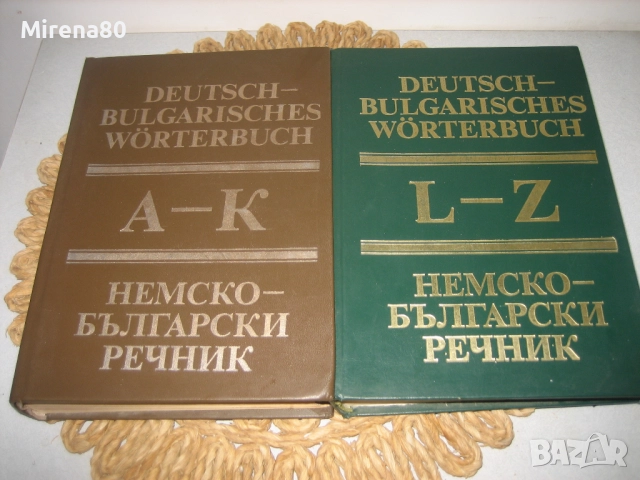 Mirena80
DEUTSCH–
BULGARISCHES
WÖRTERBUCH
A–K
НЕМСКО–
БЪЛГАРСКИ
РЕЧНИК
DEUTSCH–
BULGARISCHES
WÖRTERBUCH
L–Z
НЕМСКО–
БЪЛГАРСКИ
РЕЧНИК
BAZAR